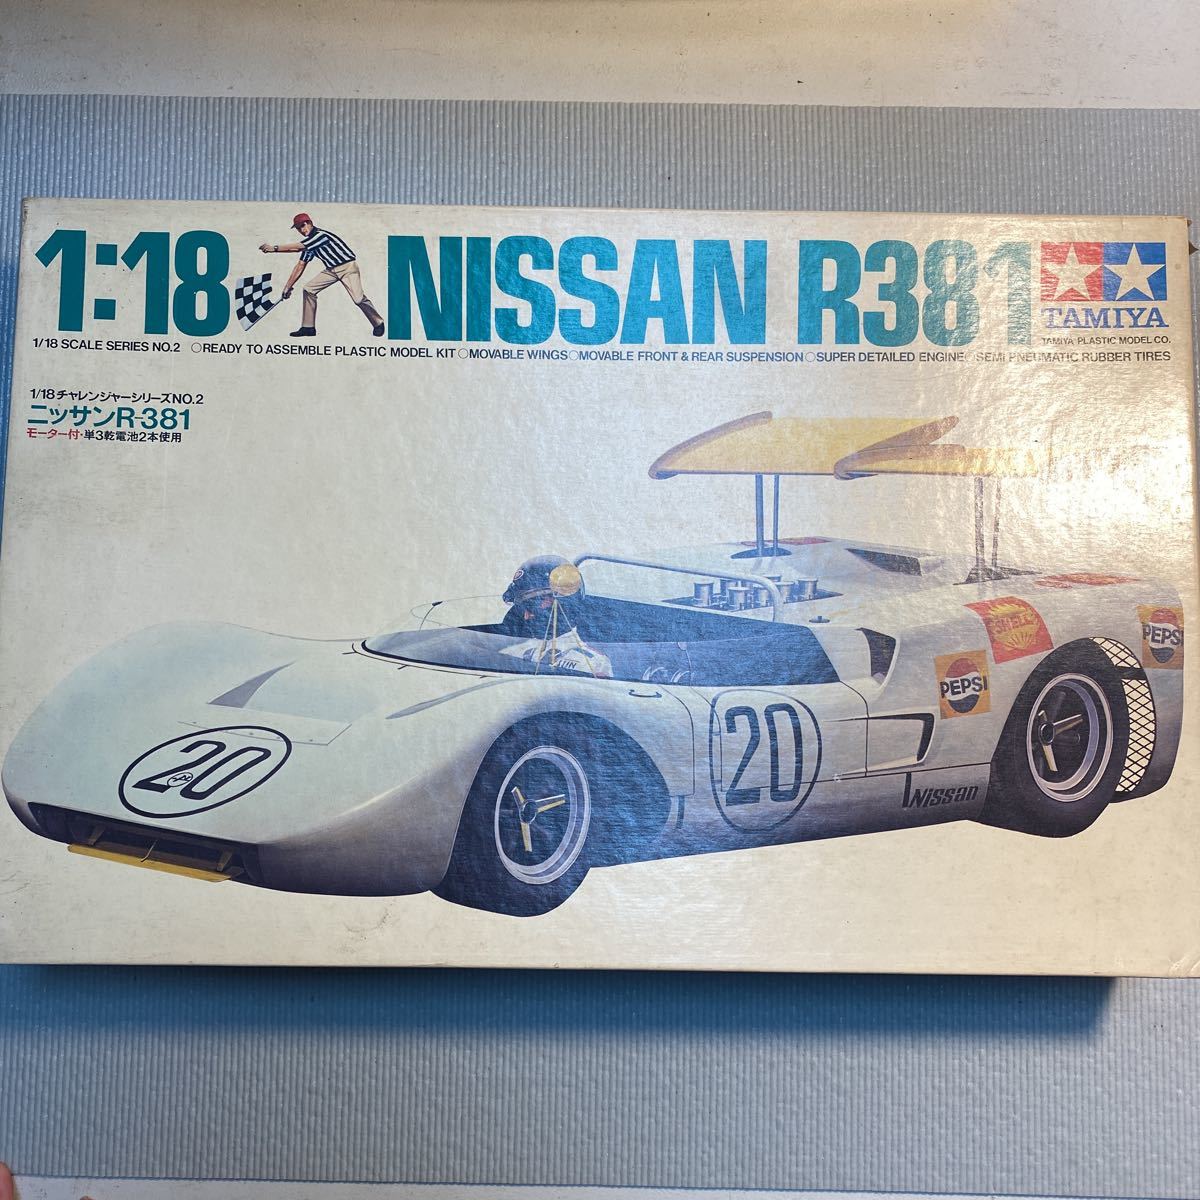 1:18 NISSAN R381
TAMIYA
TAMIYA PLASTIC MODEL CO.
1/18 SCALE SERIES NO.2 ○READY TO ASSEMBLE PLASTIC MODEL KIT○MOVABLE WINGS○MOVABLE FRONT & REAR SUSPENSION○SUPER DETAILED ENGINE○SEMI PNEUMATIC RUBBER TIRES
1/18チャレンジャーシリーズNO.2
ニッサンR-381
モーター付・単3乾電池2本使用
SHELL
PEPSI
PEPSI
20
20
Nissan